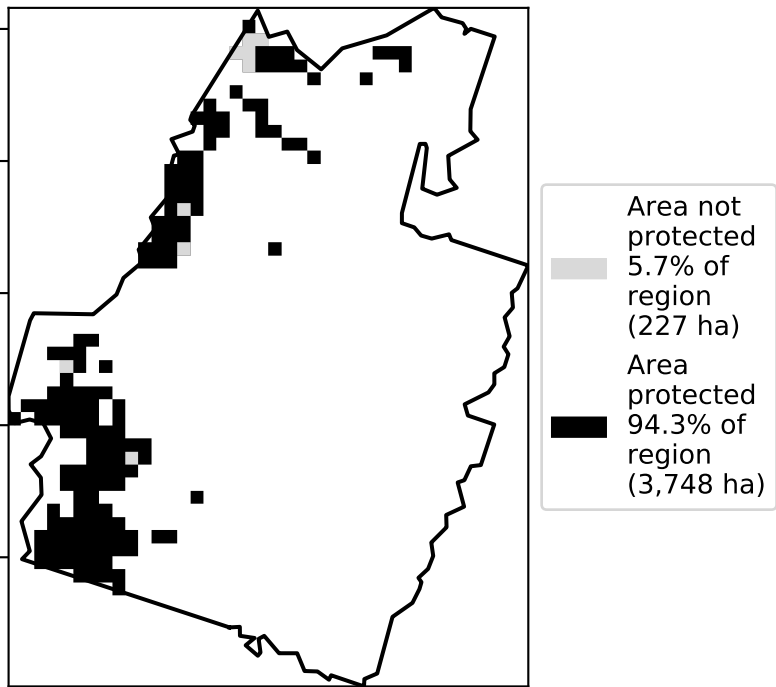 Area not
protected
5.7% of
region
(227 ha)
Area
protected
94.3% of
region
(3,748 ha)